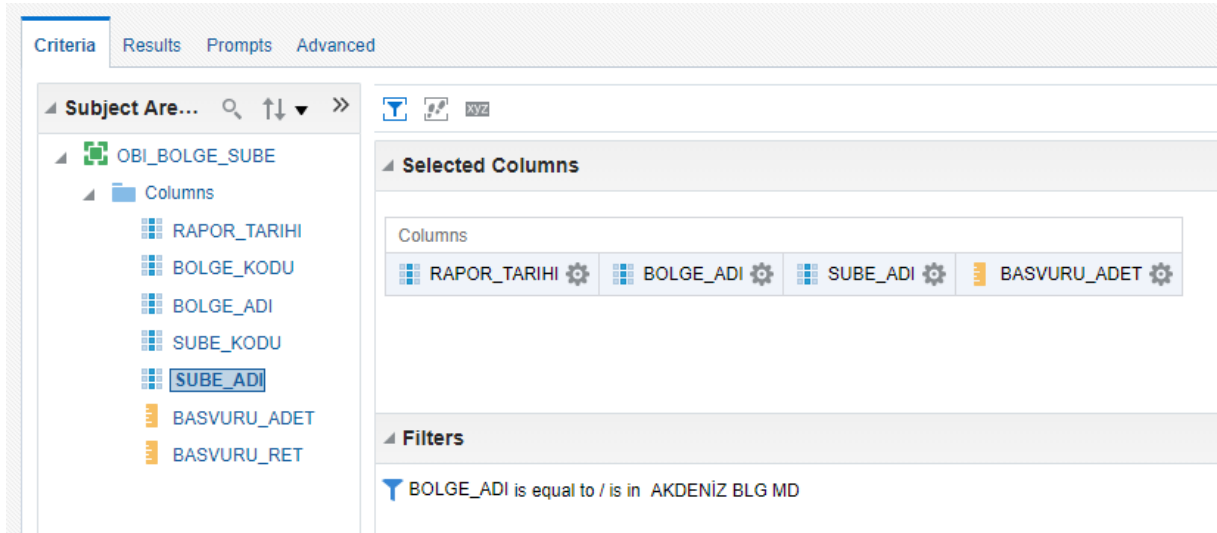 Criteria Results Prompts Advanced
Subject Are...
OBI_BOLGE_SUBE
Columns
RAPOR_TARIHI
BOLGE_KODU
BOLGE_ADI
SUBE_KODU
SUBE_ADI
BASVURU_ADET
BASVURU_RET
xyz
Selected Columns
Columns
RAPOR_TARIHI BOLGE_ADI SUBE_ADI BASVURU_ADET
Filters
BOLGE_ADI is equal to / is in AKDENİZ BLG MD